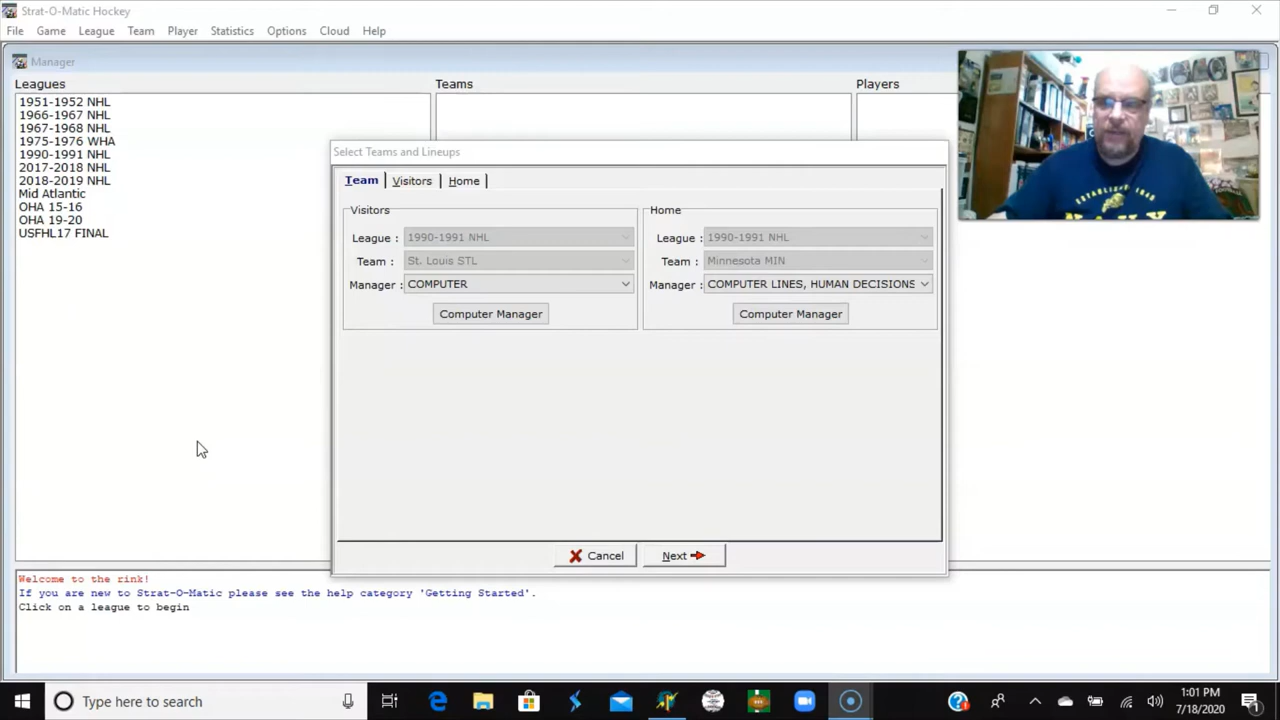 Strat-O-Matic Hockey
File Game League Team Player Statistics Options Cloud Help
Manager
Leagues Teams Players
1951-1952 NHL
1966-1967 NHL
1967-1968 NHL
1975-1976 WHA
1990-1991 NHL
2017-2018 NHL
2018-2019 NHL
Mid Atlantic
OHA 15-16
OHA 19-20
USFHL17 FINAL
Select Teams and Lineups
Team Visitors Home
Visitors
League : 1990-1991 NHL
Team : St. Louis STL
Manager : COMPUTER
Computer Manager
Home
League : 1990-1991 NHL
Team : Minnesota MIN
Manager : COMPUTER LINES, HUMAN DECISIONS
Computer Manager
Cancel Next
ESTABLISHED
NAVY
Welcome to the rink!
If you are new to Strat-O-Matic please see the help category 'Getting Started'.
Click on a league to begin
Type here to search
1:01 PM
7/18/2020
1